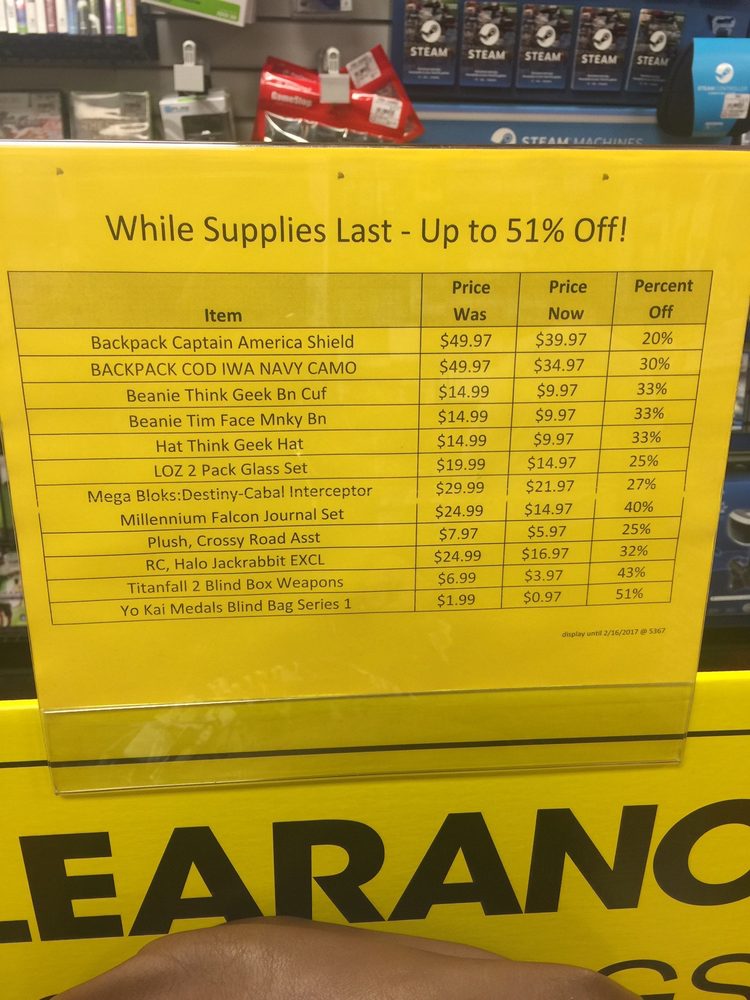 STEAM STEAM STEAM STEAM STEAM
GameStop
STEAM CONTROLLER
STEAM MACHINES
While Supplies Last - Up to 51% Off!
Item Price Was Price Now Percent Off
Backpack Captain America Shield $49.97 $39.97 20%
BACKPACK COD IWA NAVY CAMO $49.97 $34.97 30%
Beanie Think Geek Bn Cuf $14.99 $9.97 33%
Beanie Tim Face Mnky Bn $14.99 $9.97 33%
Hat Think Geek Hat $14.99 $9.97 33%
LOZ 2 Pack Glass Set $19.99 $14.97 25%
Mega Bloks:Destiny-Cabal Interceptor $29.99 $21.97 27%
Millennium Falcon Journal Set $24.99 $14.97 40%
Plush, Crossy Road Asst $7.97 $5.97 25%
RC, Halo Jackrabbit EXCL $24.99 $16.97 32%
Titanfall 2 Blind Box Weapons $6.99 $3.97 43%
Yo Kai Medals Blind Bag Series 1 $1.99 $0.97 51%
display until 2/16/2017 @ 5367
LEARANC
GS